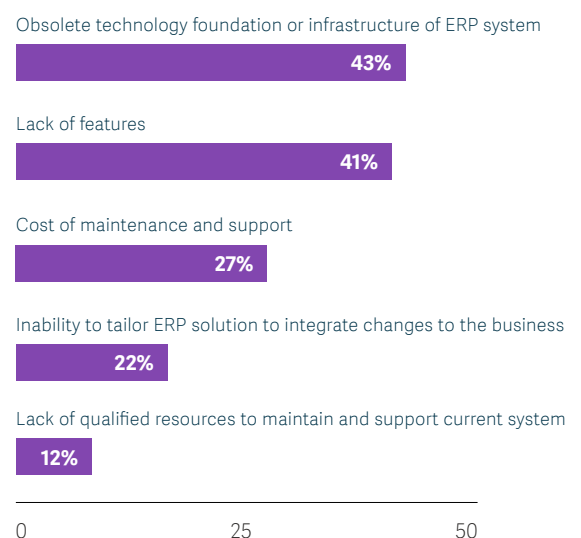 Obsolete technology foundation or infrastructure of ERP system
43%
Lack of features
41%
Cost of maintenance and support
27%
Inability to tailor ERP solution to integrate changes to the business
22%
Lack of qualified resources to maintain and support current system
12%
0 25 50